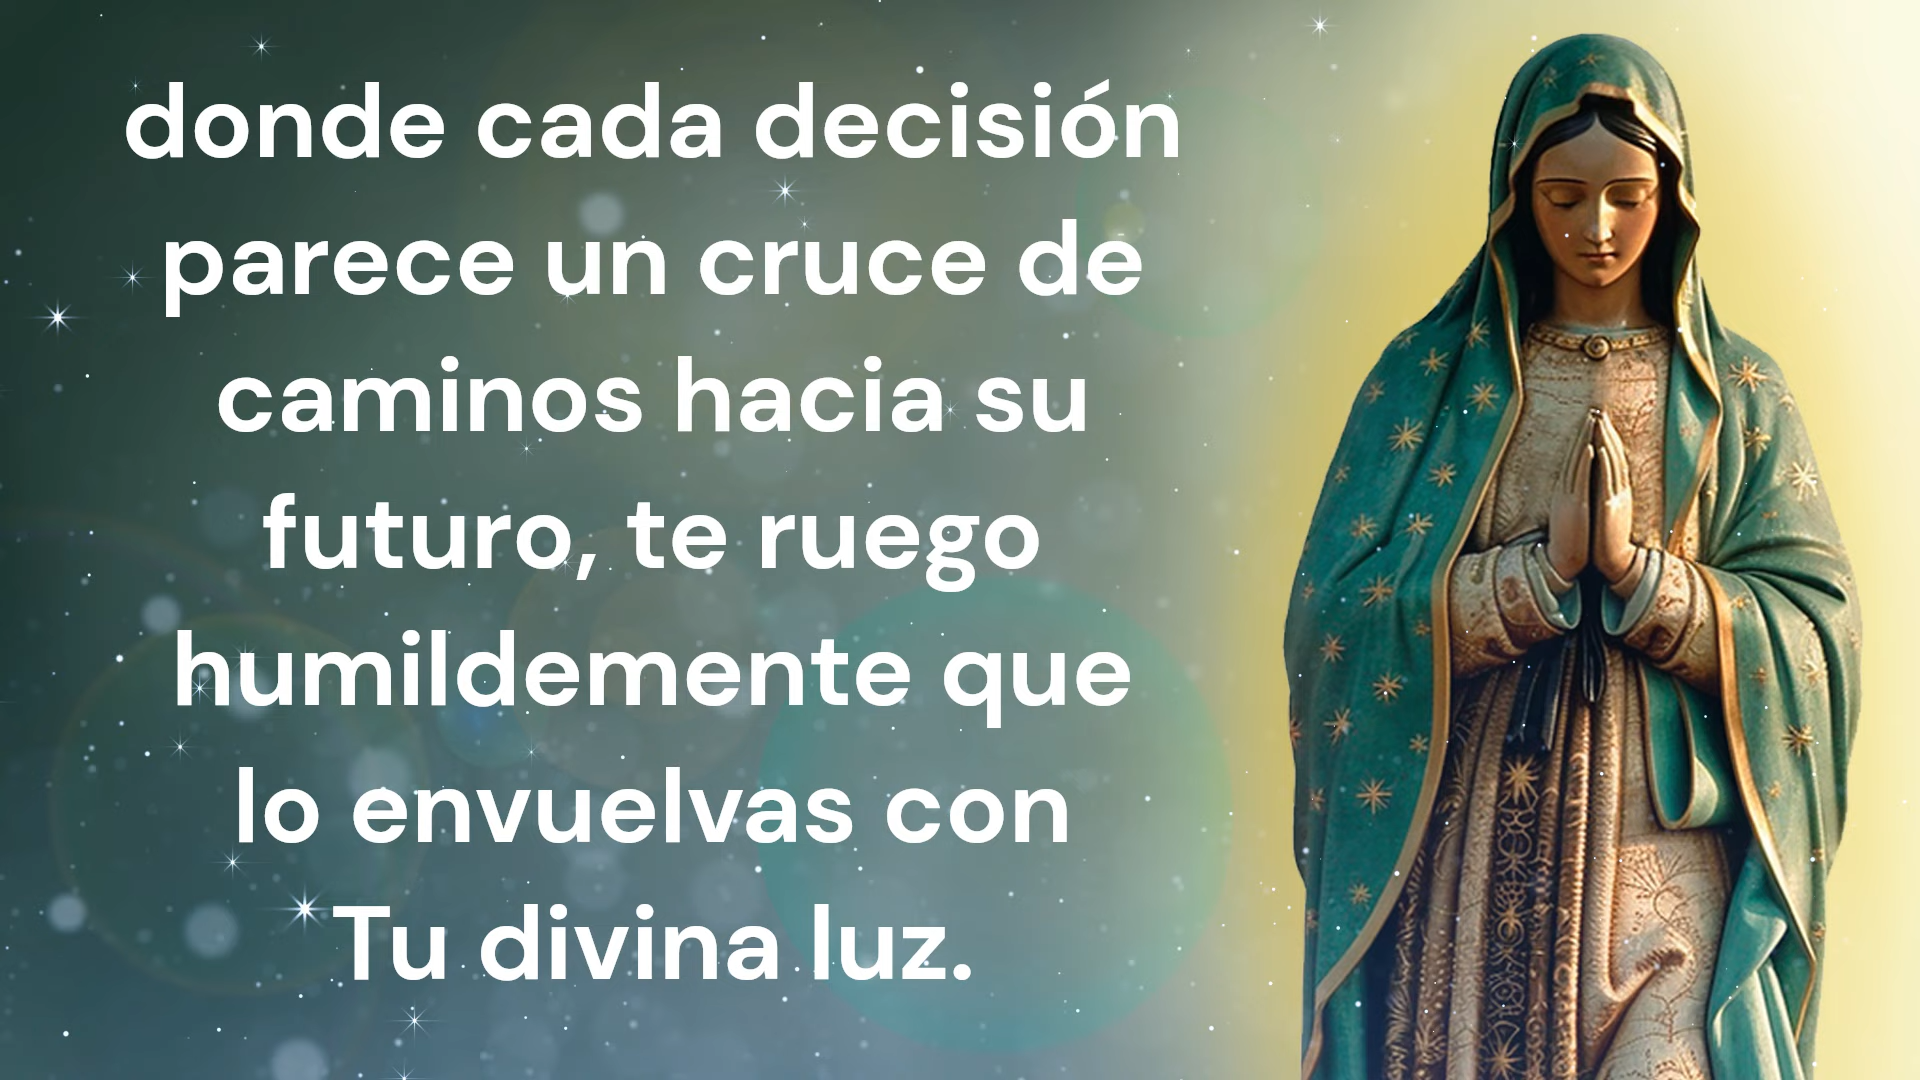 donde cada decisión
parece un cruce de
caminos hacia su
futuro, te ruego
humildemente que
lo envuelvas con
Tu divina luz.